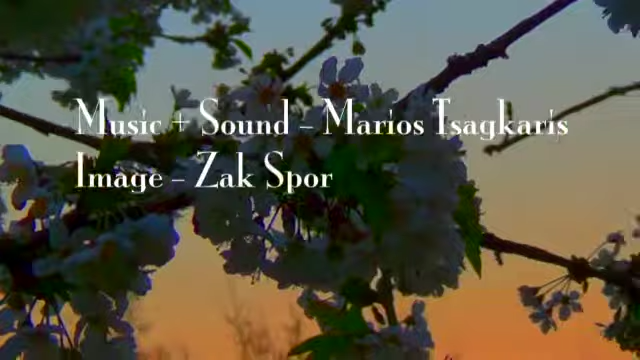 Music + Sound – Marios Tsagkaris
Image – Zak Spor